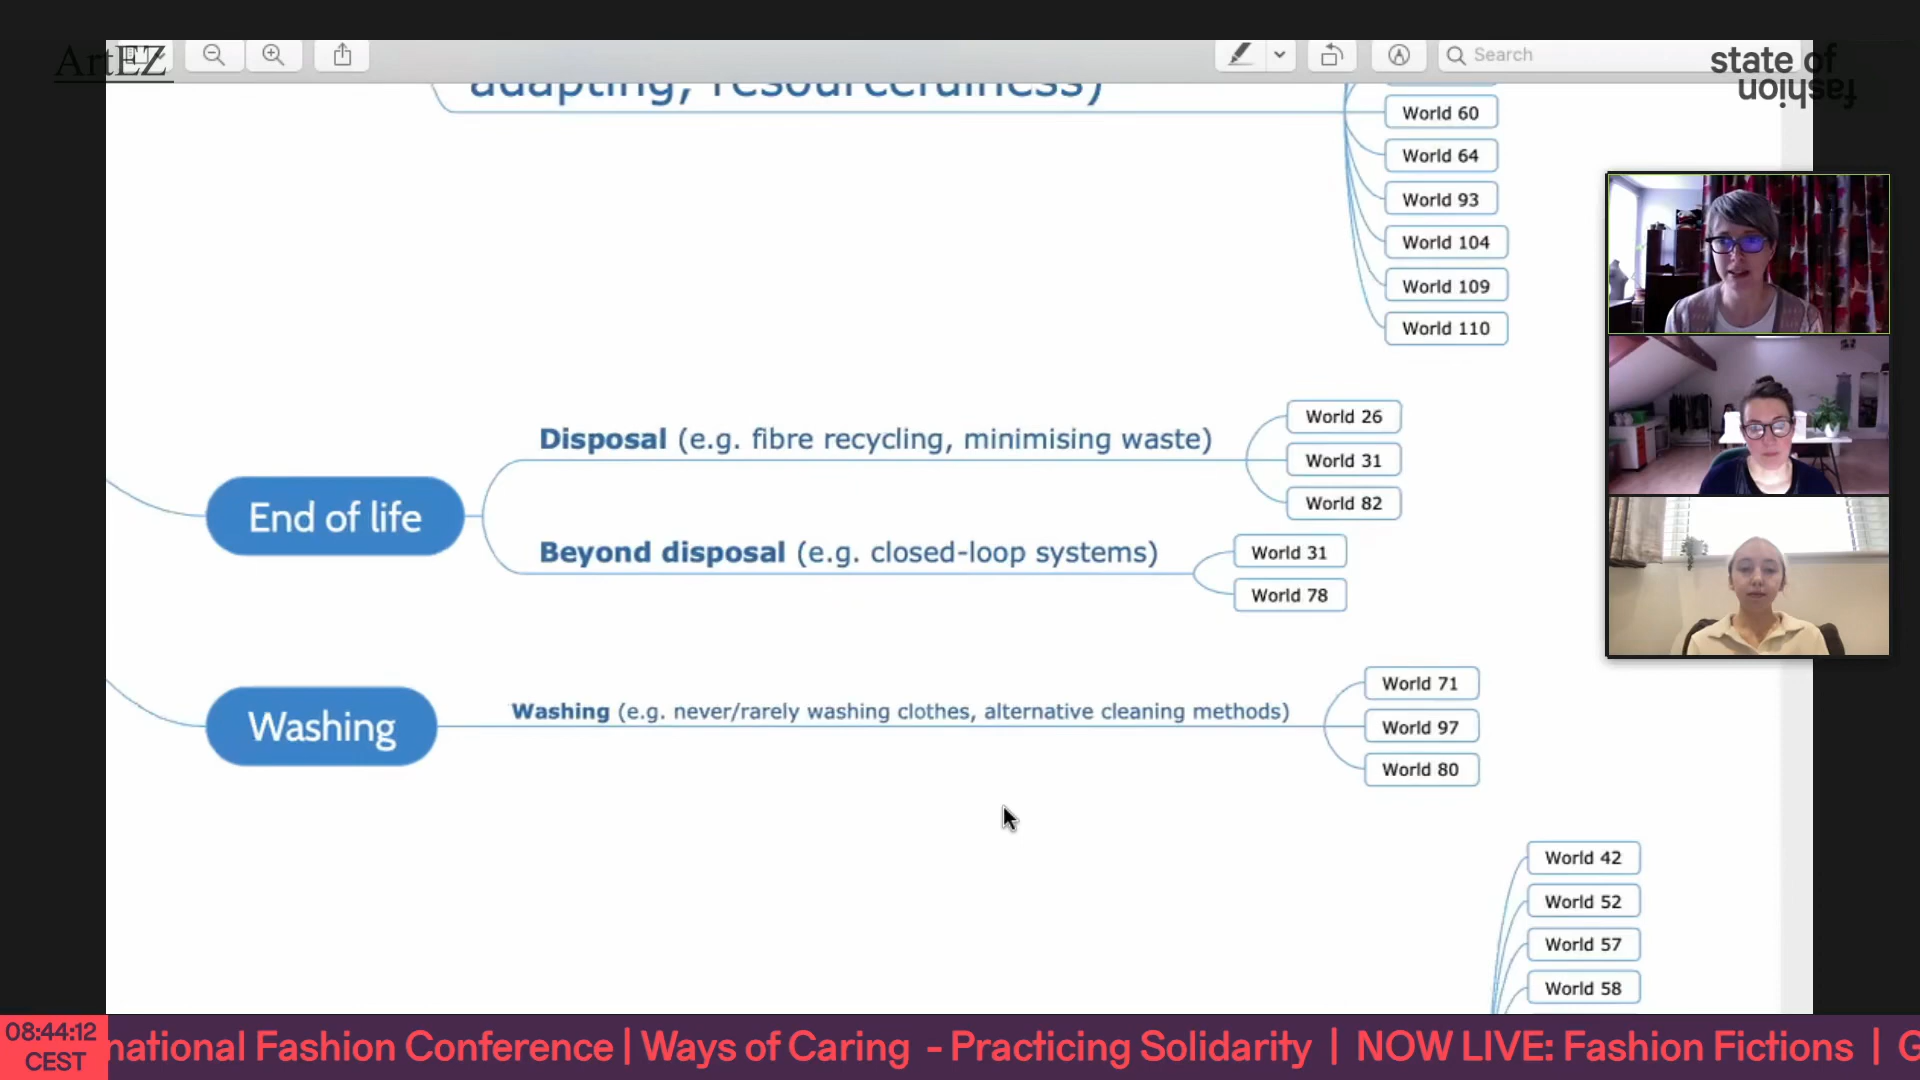 ArtEZ
Search
state of
fashion
adapting, resourcefulness)
World 60
World 64
World 93
World 104
World 109
World 110
End of life
Disposal (e.g. fibre recycling, minimising waste)
World 26
World 31
World 82
Beyond disposal (e.g. closed-loop systems)
World 31
World 78
Washing
Washing (e.g. never/rarely washing clothes, alternative cleaning methods)
World 71
World 97
World 80
World 42
World 52
World 57
World 58
08:44:12
CEST
national Fashion Conference | Ways of Caring - Practicing Solidarity | NOW LIVE: Fashion Fictions | G